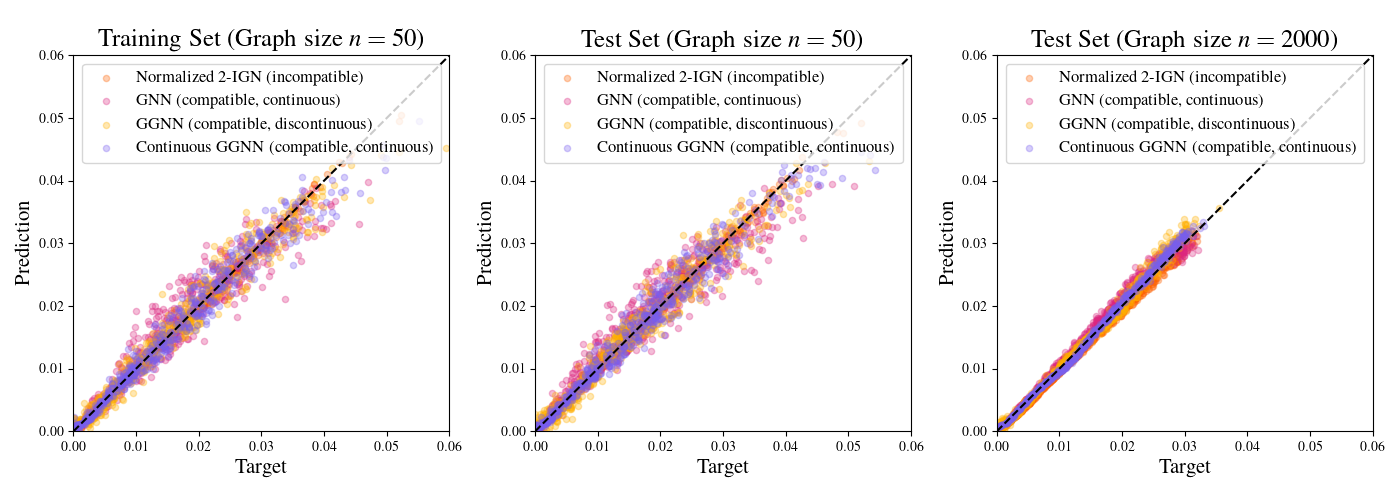 Training Set (Graph size n = 50)
0.06
0.05
0.04
0.03
0.02
0.01
0.00
Prediction
Normalized 2-IGN (incompatible)
GNN (compatible, continuous)
GGNN (compatible, discontinuous)
Continuous GGNN (compatible, continuous)
0.00 0.01 0.02 0.03 0.04 0.05 0.06
Target
Test Set (Graph size n = 50)
0.06
0.05
0.04
0.03
0.02
0.01
0.00
Prediction
Normalized 2-IGN (incompatible)
GNN (compatible, continuous)
GGNN (compatible, discontinuous)
Continuous GGNN (compatible, continuous)
0.00 0.01 0.02 0.03 0.04 0.05 0.06
Target
Test Set (Graph size n = 2000)
0.06
0.05
0.04
0.03
0.02
0.01
0.00
Prediction
Normalized 2-IGN (incompatible)
GNN (compatible, continuous)
GGNN (compatible, discontinuous)
Continuous GGNN (compatible, continuous)
0.00 0.01 0.02 0.03 0.04 0.05 0.06
Target